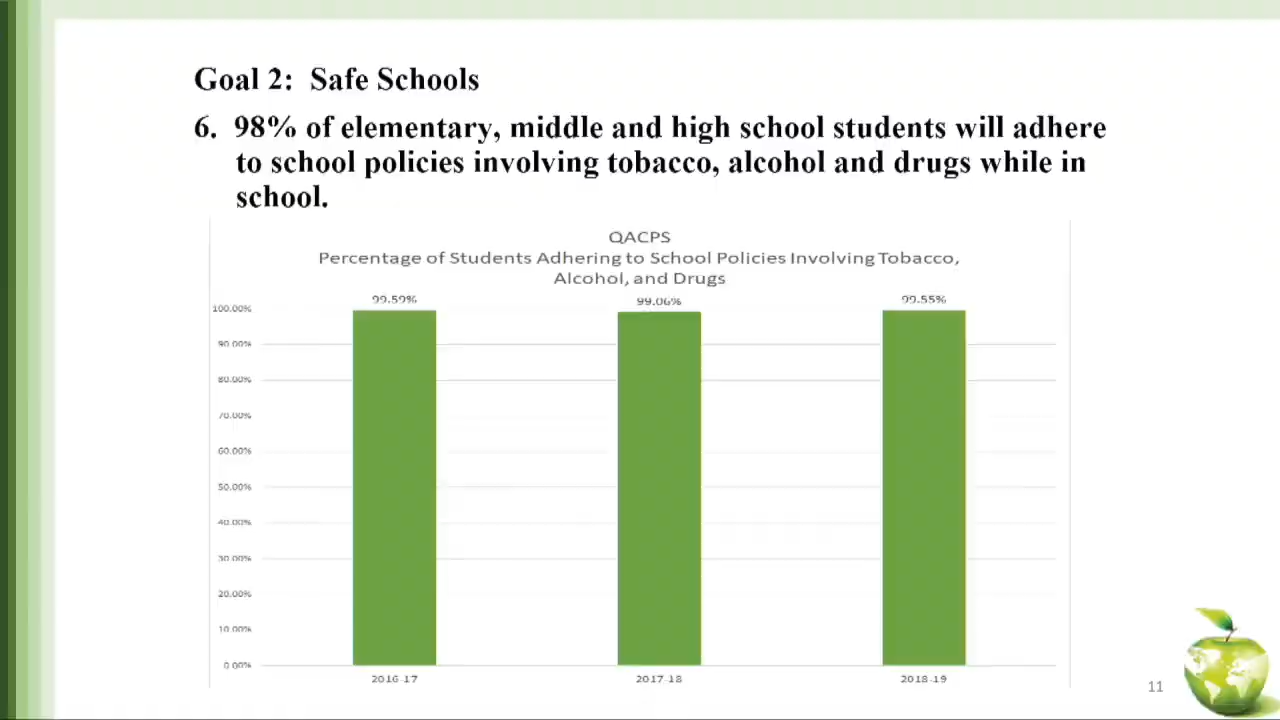 Goal 2: Safe Schools
6. 98% of elementary, middle and high school students will adhere
to school policies involving tobacco, alcohol and drugs while in
school.
QACPS
Percentage of Students Adhering to School Policies Involving Tobacco,
Alcohol, and Drugs
99.59% 99.06% 99.55%
100.00%
90.00%
80.00%
70.00%
60.00%
50.00%
40.00%
30.00%
20.00%
10.00%
0.00%
2016-17 2017-18 2018-19
11